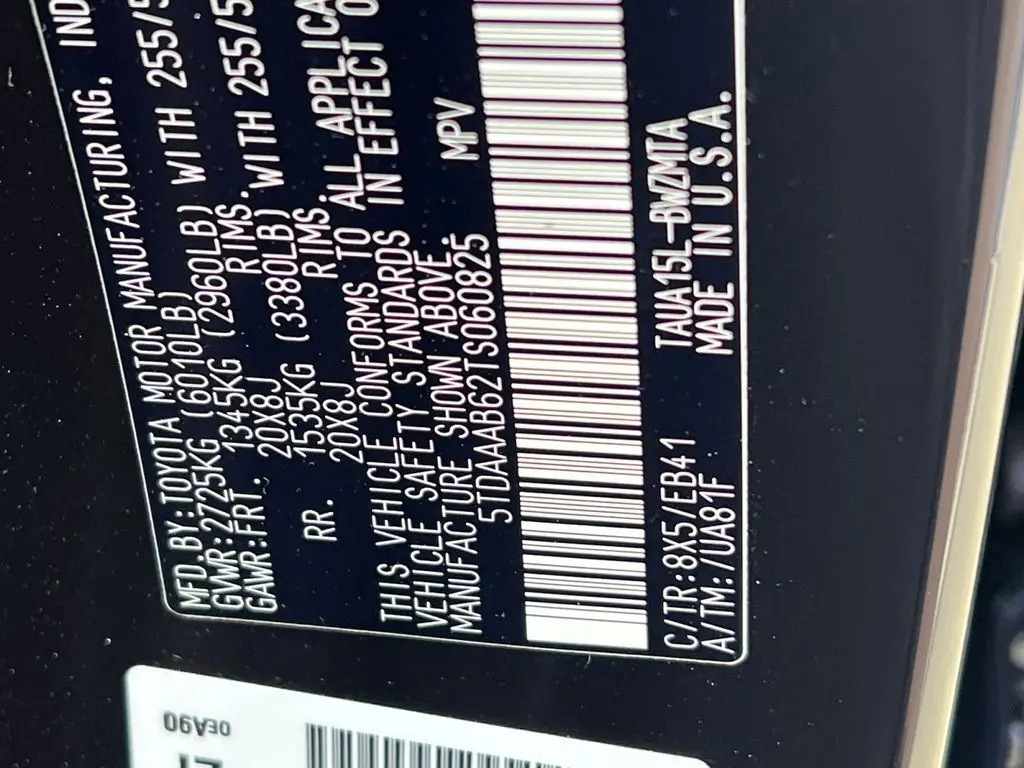 MFD.BY:TOYOTA MOTOR MANUFACTURING, IND
GVWR:2725KG (6010LB)
GAWR:FRT. 1345KG (2960LB) WITH 255/5
20X8J RIMS.
RR. 1535KG (3380LB) WITH 255/5
20X8J RIMS.
THIS VEHICLE CONFORMS TO ALL APPLICA
VEHICLE SAFETY STANDARDS IN EFFECT O
MANUFACTURE SHOWN ABOVE.
5TDAAAB62TS060825 MPV
C/TR:8X5/EB41 TAUA15L-BWZMTA
A/TM:/UA81F MADE IN U.S.A.
0EA90